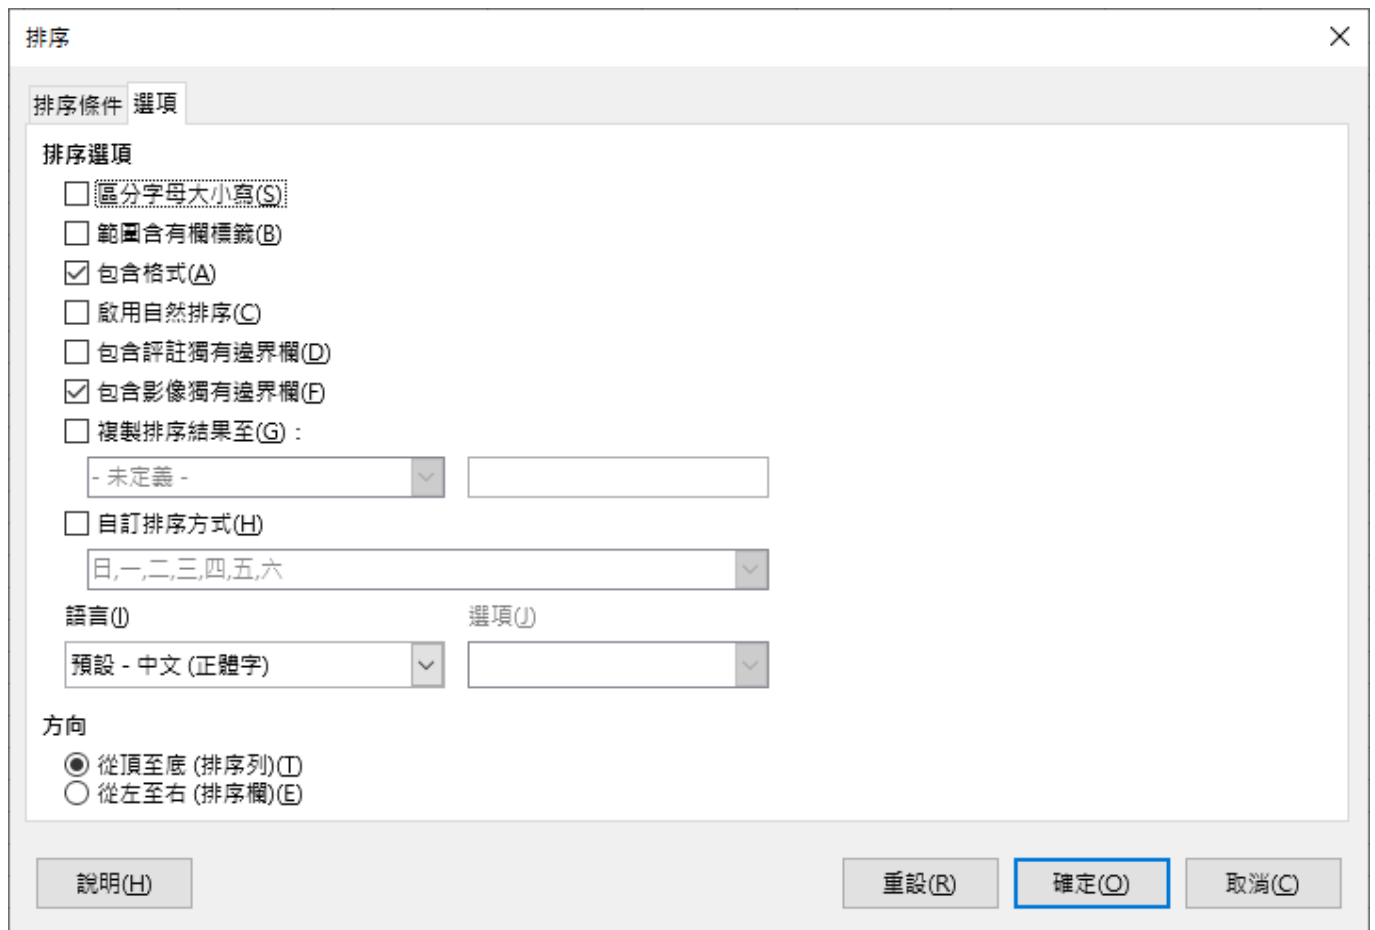 排序
排序條件 選項
排序選項
區分字母大小寫(S)
範圍含有欄標籤(B)
包含格式(A)
啟用自然排序(C)
包含評註獨有邊界欄(D)
包含影像獨有邊界欄(F)
複製排序結果至(G)：
- 未定義 -
自訂排序方式(H)
日,一,二,三,四,五,六
語言(I) 選項(J)
預設 - 中文 (正體字)
方向
從頂至底 (排序列)(T)
從左至右 (排序欄)(E)
說明(H) 重設(R) 確定(O) 取消(C)